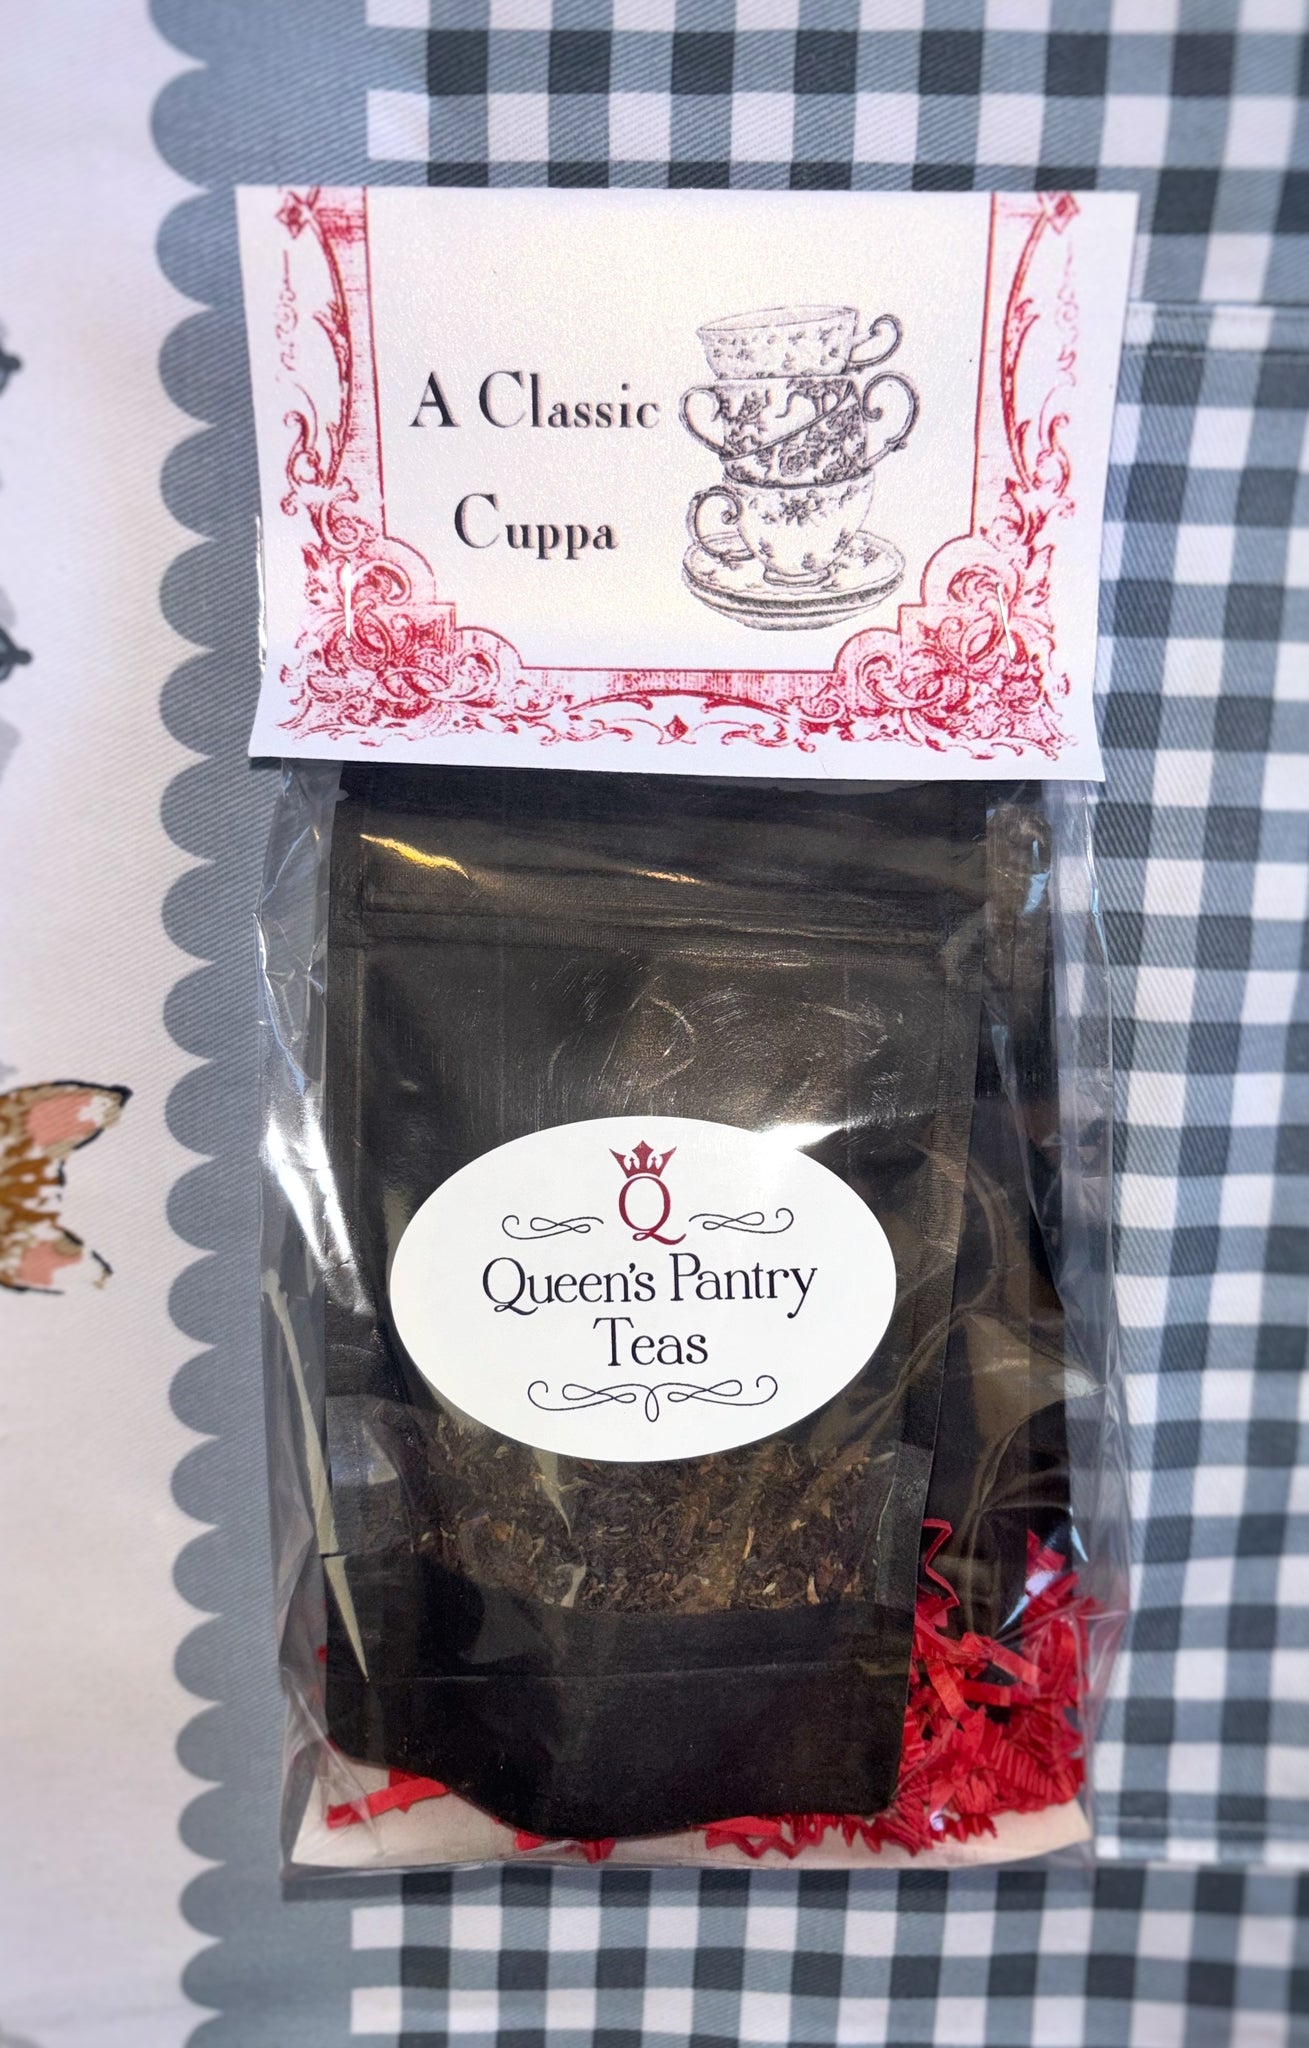 A Classic
Cuppa
Q
Queen's Pantry
Teas